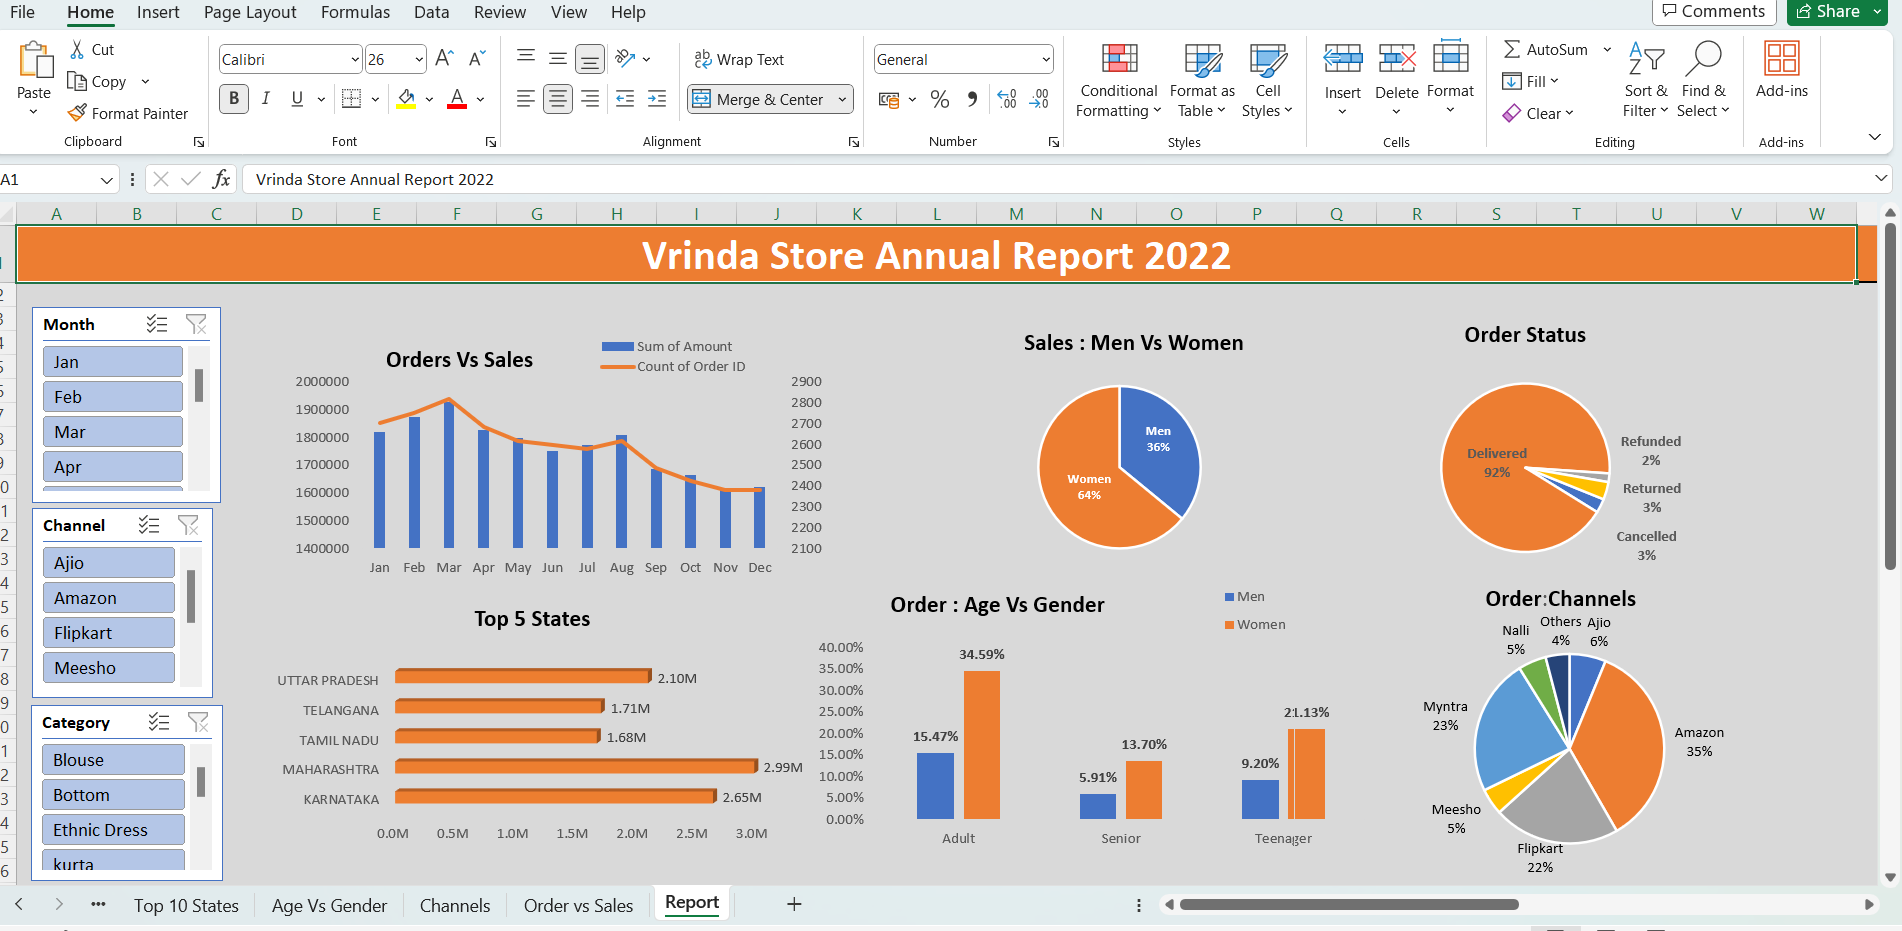 File Home Insert Page Layout Formulas Data Review View Help
Comments Share
Paste
Cut
Copy
Format Painter
Clipboard
Calibri 26
B I U
Font
Wrap Text
Merge & Center
Alignment
General
Number
Conditional Formatting
Format as Table
Cell Styles
Styles
Insert Delete Format
Cells
AutoSum
Fill
Clear
Sort & Filter
Find & Select
Editing
Add-ins
Add-ins
A1 fx Vrinda Store Annual Report 2022
A B C D E F G H I J K L M N O P Q R S T U V W
Vrinda Store Annual Report 2022
Month
Jan
Feb
Mar
Apr
Channel
Ajio
Amazon
Flipkart
Meesho
Category
Blouse
Bottom
Ethnic Dress
kurta
Orders Vs Sales
Sum of Amount
Count of Order ID
2000000
1900000
1800000
1700000
1600000
1500000
1400000
2900
2800
2700
2600
2500
2400
2300
2200
2100
Jan Feb Mar Apr May Jun Jul Aug Sep Oct Nov Dec
Sales : Men Vs Women
Men
36%
Women
64%
Order Status
Delivered
92%
Refunded
2%
Returned
3%
Cancelled
3%
Top 5 States
UTTAR PRADESH 2.10M
TELANGANA 1.71M
TAMIL NADU 1.68M
MAHARASHTRA 2.99M
KARNATAKA 2.65M
0.0M 0.5M 1.0M 1.5M 2.0M 2.5M 3.0M
Order : Age Vs Gender
Men
Women
40.00%
35.00%
30.00%
25.00%
20.00%
15.00%
10.00%
5.00%
0.00%
15.47% 34.59%
5.91% 13.70%
9.20% 21.13%
Adult Senior Teenager
Order:Channels
Others
4%
Ajio
6%
Nalli
5%
Myntra
23%
Amazon
35%
Meesho
5%
Flipkart
22%
Top 10 States Age Vs Gender Channels Order vs Sales Report